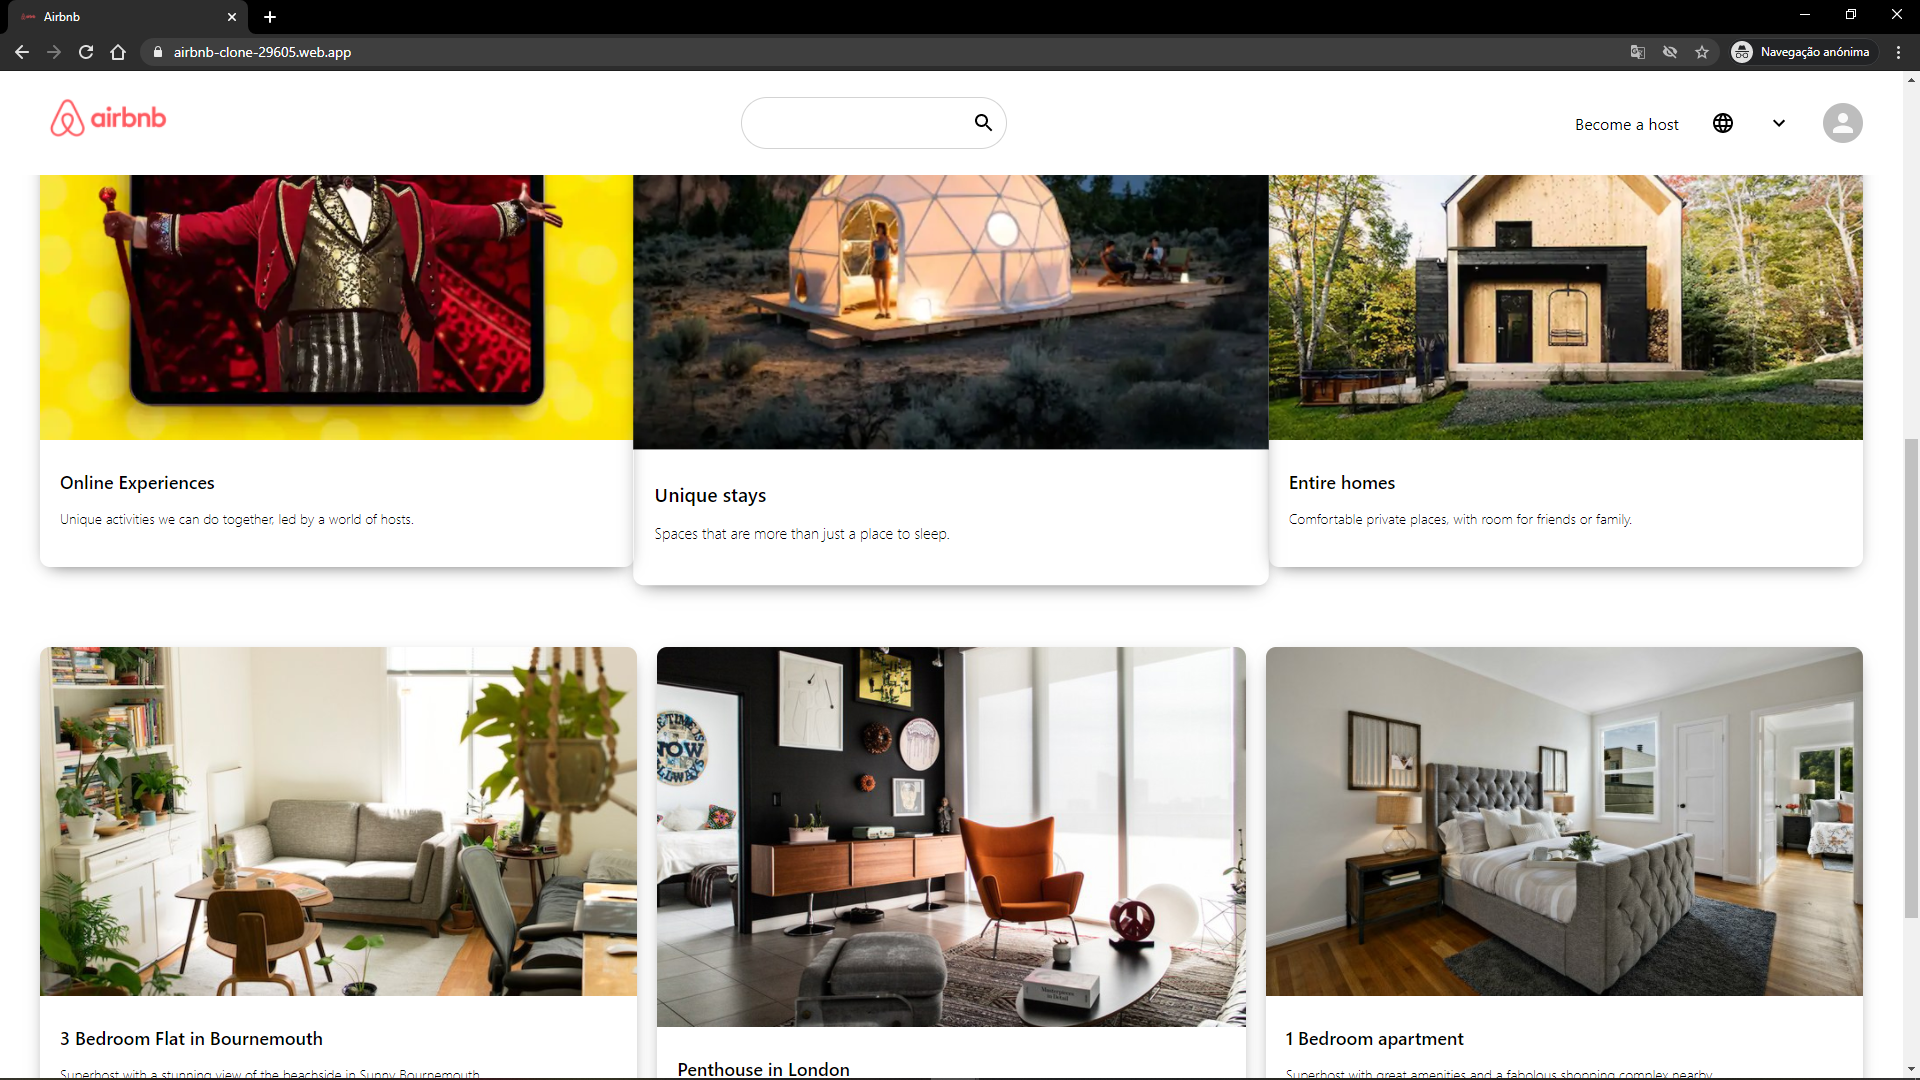 Airbnb
airbnb-clone-29605.web.app
Navegação anónima
airbnb
Become a host
Online Experiences
Unique activities we can do together, led by a world of hosts.
Unique stays
Spaces that are more than just a place to sleep.
Entire homes
Comfortable private places, with room for friends or family.
NOW
3 Bedroom Flat in Bournemouth
Superhost with a stunning view of the beachside in Sunny Bournemouth
Penthouse in London
1 Bedroom apartment
Superhost with great amenities and a fabolous shopping complex nearby